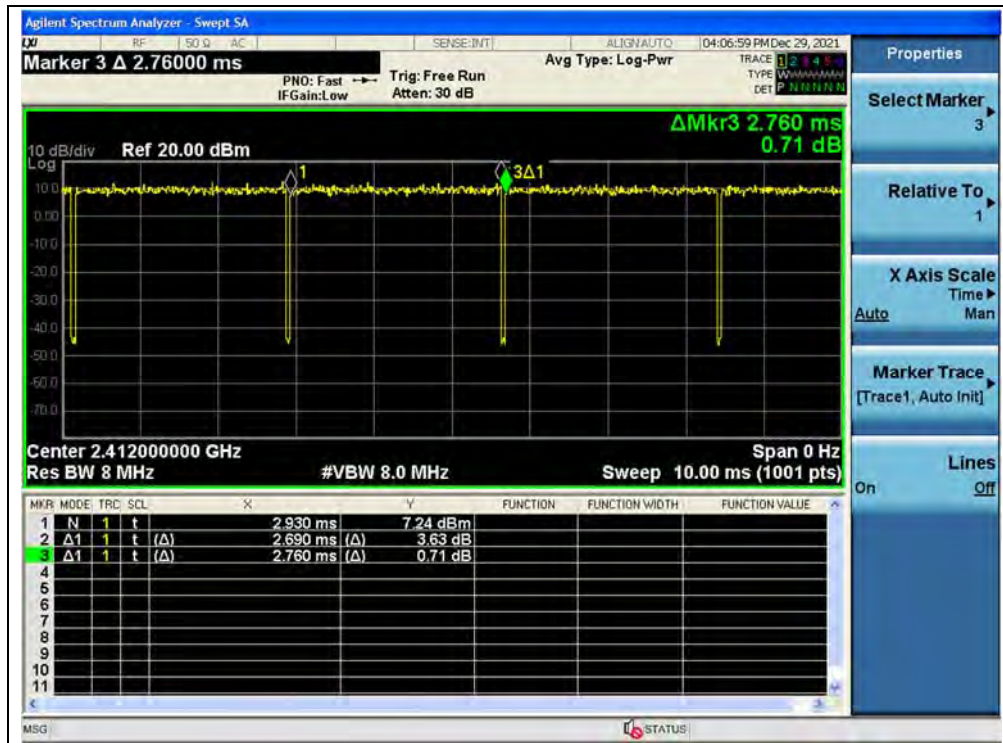 Agilent Spectrum Analyzer - Swept SA
LXI RF 50 Ω AC SENSE:INT ALIGNAUTO 04:06:59 PM Dec 29, 2021
Marker 3 Δ 2.76000 ms
PNO: Fast
IFGain:Low
Trig: Free Run
Atten: 30 dB
Avg Type: Log-Pwr
TRACE 1 2 3 4 5 6
TYPE W
DET P N N N N N
ΔMkr3 2.760 ms
0.71 dB
10 dB/div Ref 20.00 dBm
Log
1
3Δ1
10.0
0.00
-10.0
-20.0
-30.0
-40.0
-50.0
-60.0
-70.0
Center 2.412000000 GHz Span 0 Hz
Res BW 8 MHz #VBW 8.0 MHz Sweep 10.00 ms (1001 pts)
MKR MODE TRC SCL X Y FUNCTION FUNCTION WIDTH FUNCTION VALUE
1 N 1 t 2.930 ms 7.24 dBm
2 Δ1 1 t (Δ) 2.690 ms (Δ) 3.63 dB
3 Δ1 1 t (Δ) 2.760 ms (Δ) 0.71 dB
4
5
6
7
8
9
10
11
MSG STATUS
Properties
Select Marker
3
Relative To
1
X Axis Scale
Time
Auto Man
Marker Trace
[Trace1, Auto Init]
Lines
On Off